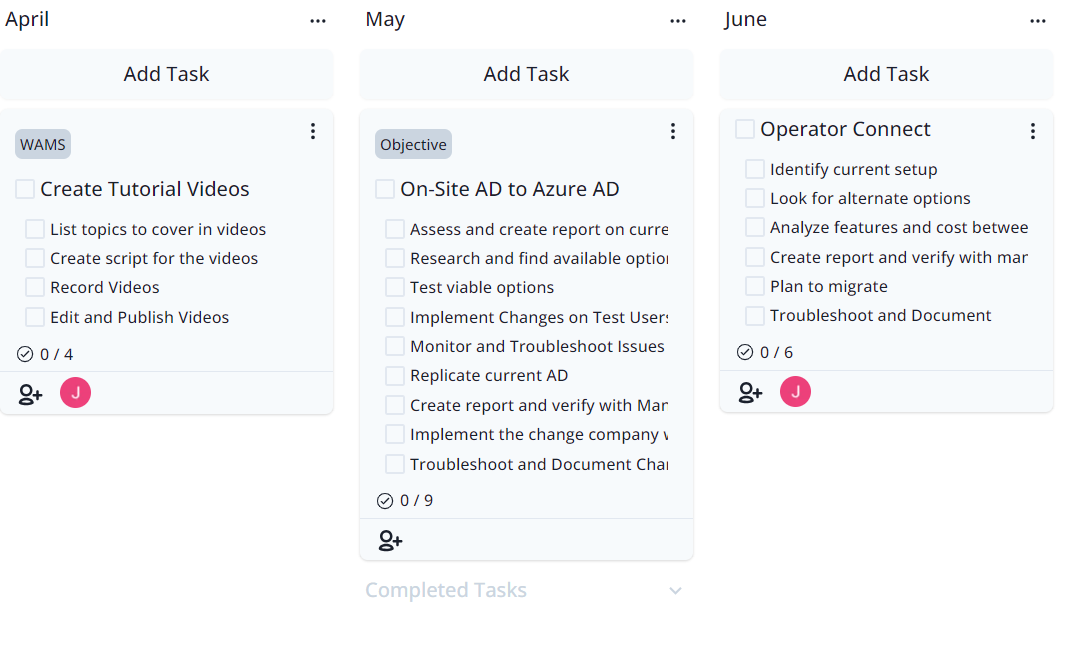 April
...
Add Task
WAMS
Create Tutorial Videos
List topics to cover in videos
Create script for the videos
Record Videos
Edit and Publish Videos
0 / 4
J
May
...
Add Task
Objective
On-Site AD to Azure AD
Assess and create report on curre
Research and find available option
Test viable options
Implement Changes on Test Users
Monitor and Troubleshoot Issues
Replicate current AD
Create report and verify with Man
Implement the change company w
Troubleshoot and Document Chan
0 / 9
Completed Tasks
June
...
Add Task
Operator Connect
Identify current setup
Look for alternate options
Analyze features and cost betwee
Create report and verify with mar
Plan to migrate
Troubleshoot and Document
0 / 6
J